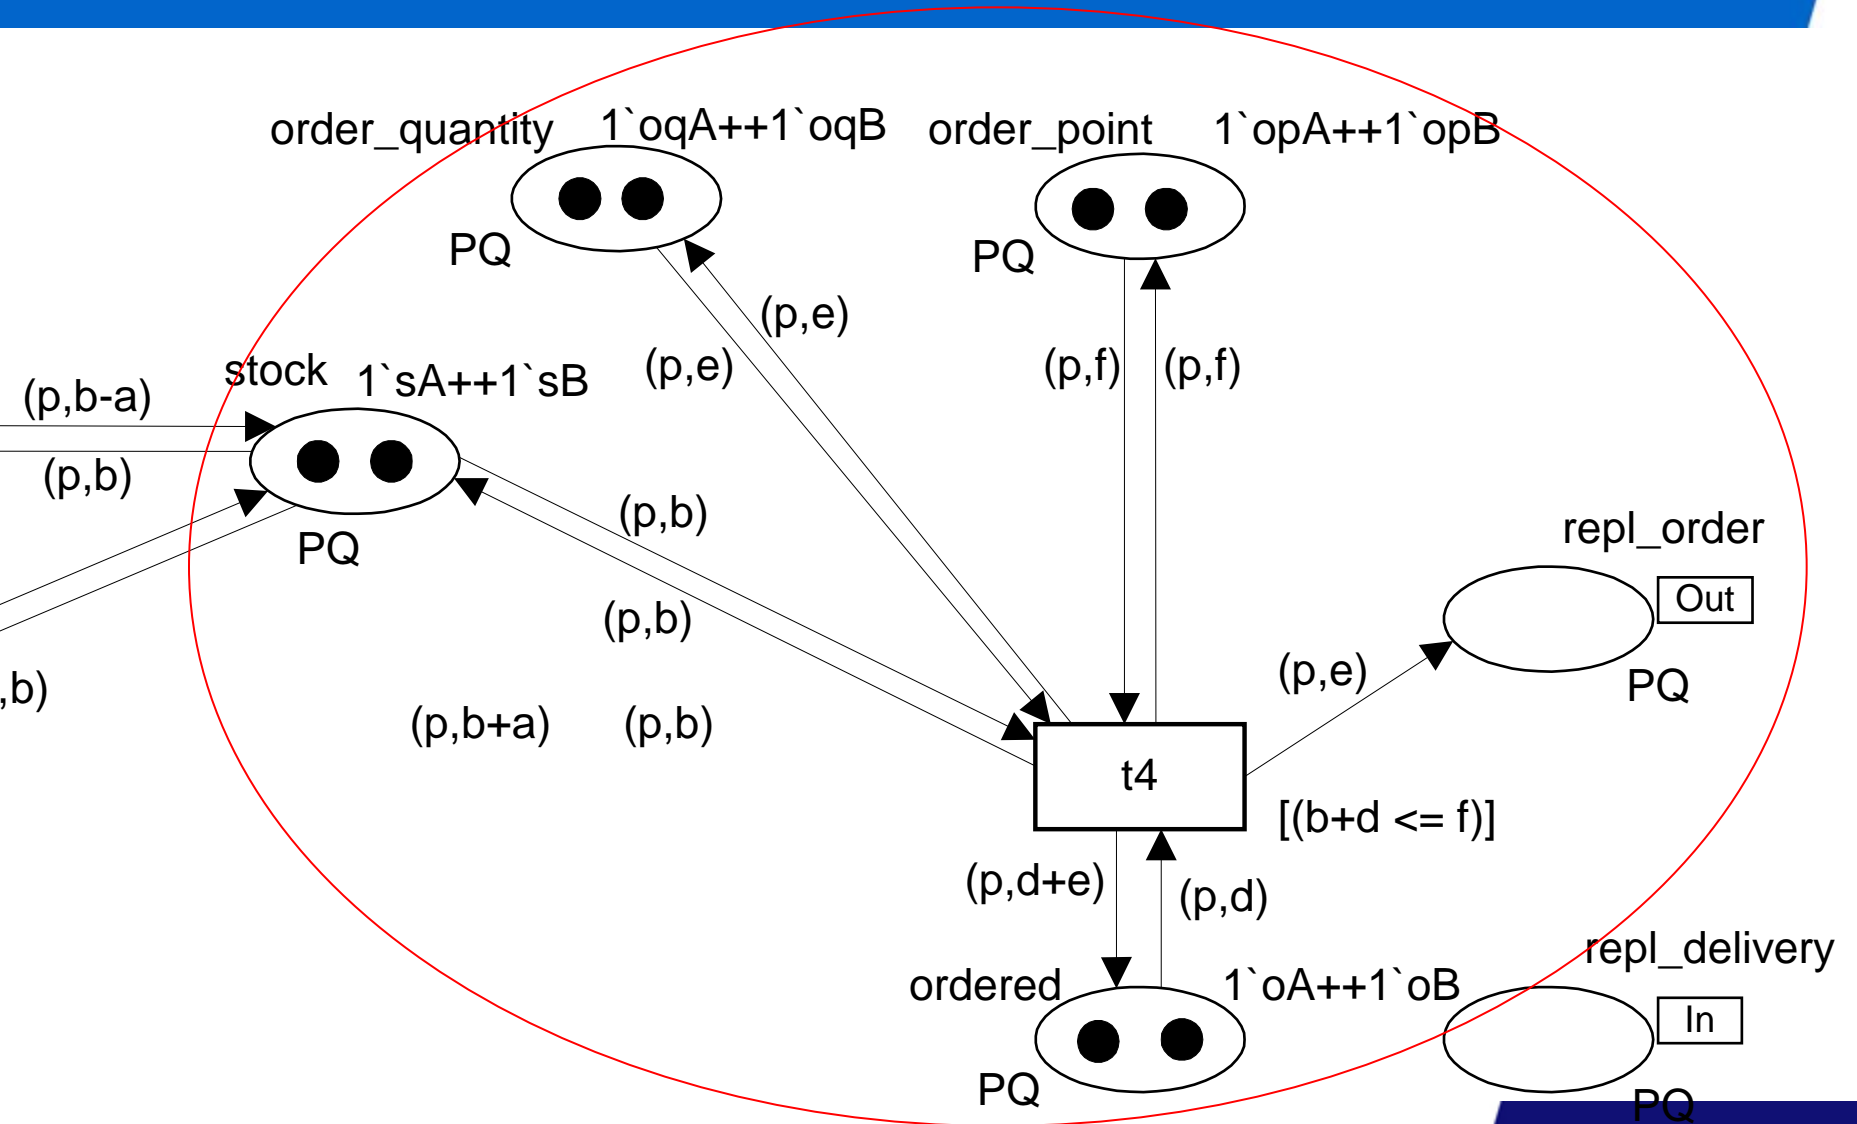 order_quantity 1`oqA++1`oqB order_point 1`opA++1`opB
PQ PQ
(p,e)
(p,e) (p,f) (p,f)
stock 1`sA++1`sB
(p,b-a)
(p,b)
(p,b)
PQ
repl_order
Out
(p,b)
(p,e)
PQ
,b)
(p,b+a) (p,b)
t4
[(b+d <= f)]
(p,d+e) (p,d)
repl_delivery
ordered 1`oA++1`oB
In
PQ
PQ